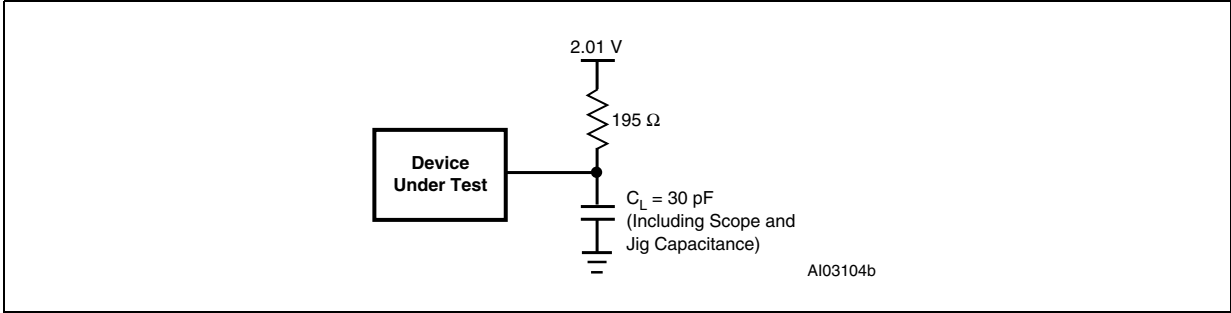 2.01 V
195 Ω
Device
Under Test
C_L = 30 pF
(Including Scope and
Jig Capacitance)
AI03104b